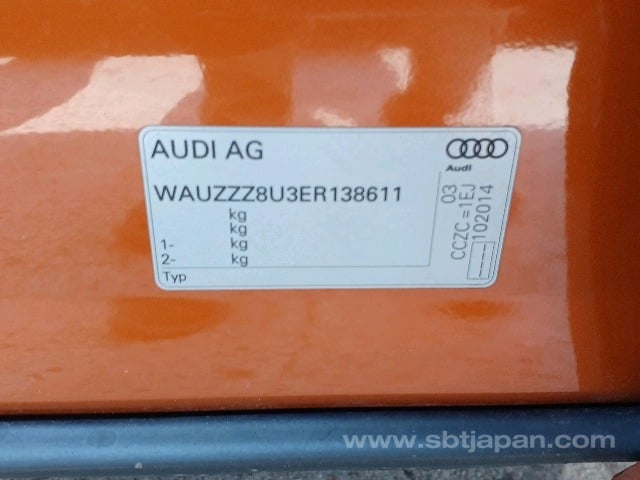 AUDI AG
Audi
WAUZZZ8U3ER138611
kg
kg
1- kg
2- kg
Typ
03
CCZC =1EJ
102014
www.sbtjapan.com